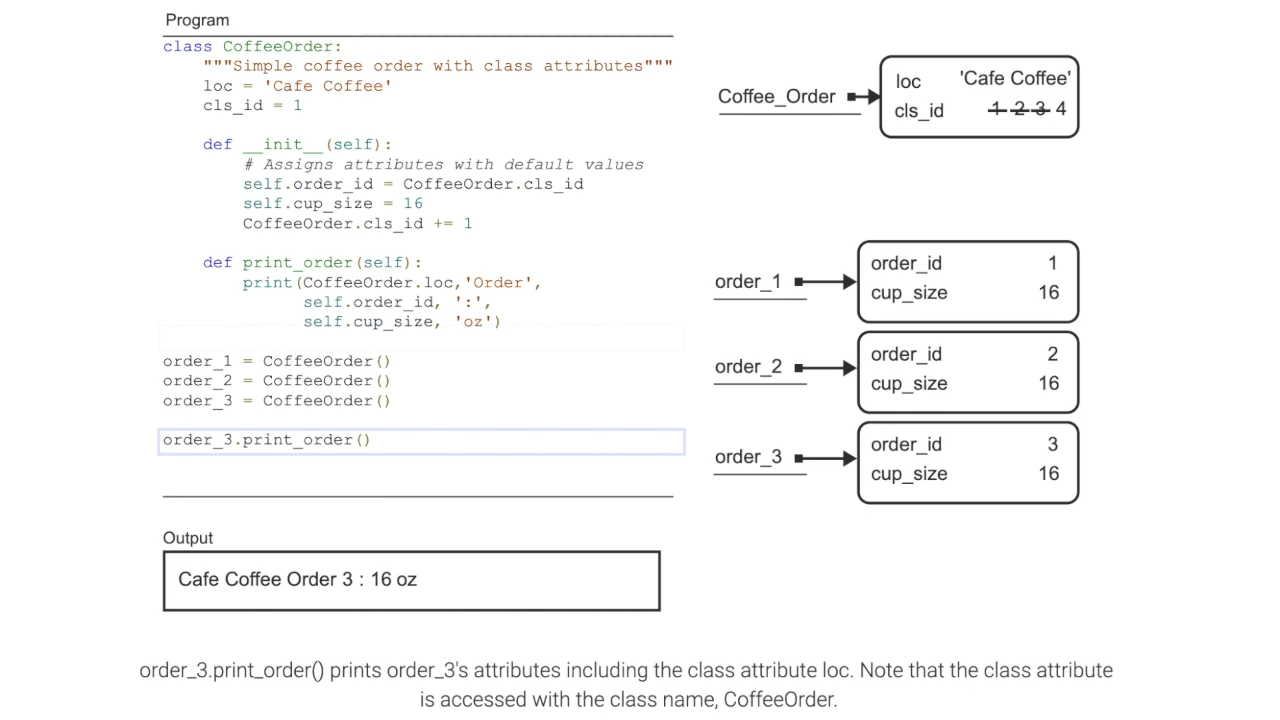 Program
class CoffeeOrder:
    """Simple coffee order with class attributes"""
    loc = 'Cafe Coffee'
    cls_id = 1
    def __init__(self):
        # Assigns attributes with default values
        self.order_id = CoffeeOrder.cls_id
        self.cup_size = 16
        CoffeeOrder.cls_id += 1
    def print_order(self):
        print(CoffeeOrder.loc,'Order',
              self.order_id, ':',
              self.cup_size, 'oz')
order_1 = CoffeeOrder()
order_2 = CoffeeOrder()
order_3 = CoffeeOrder()
order_3.print_order()
Coffee_Order
loc 'Cafe Coffee'
cls_id 1 2 3 4
order_1
order_id 1
cup_size 16
order_2
order_id 2
cup_size 16
order_3
order_id 3
cup_size 16
Output
Cafe Coffee Order 3 : 16 oz
order_3.print_order() prints order_3's attributes including the class attribute loc. Note that the class attribute
is accessed with the class name, CoffeeOrder.